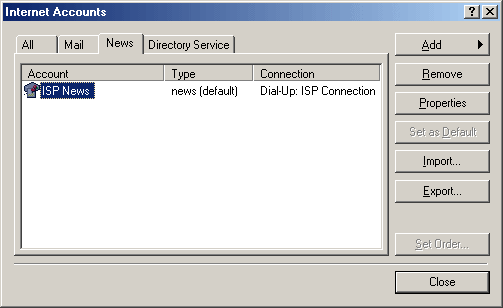 Internet Accounts
All Mail News Directory Service
Account Type Connection
ISP News news (default) Dial-Up: ISP Connection
Add
Remove
Properties
Set as Default
Import...
Export...
Set Order...
Close